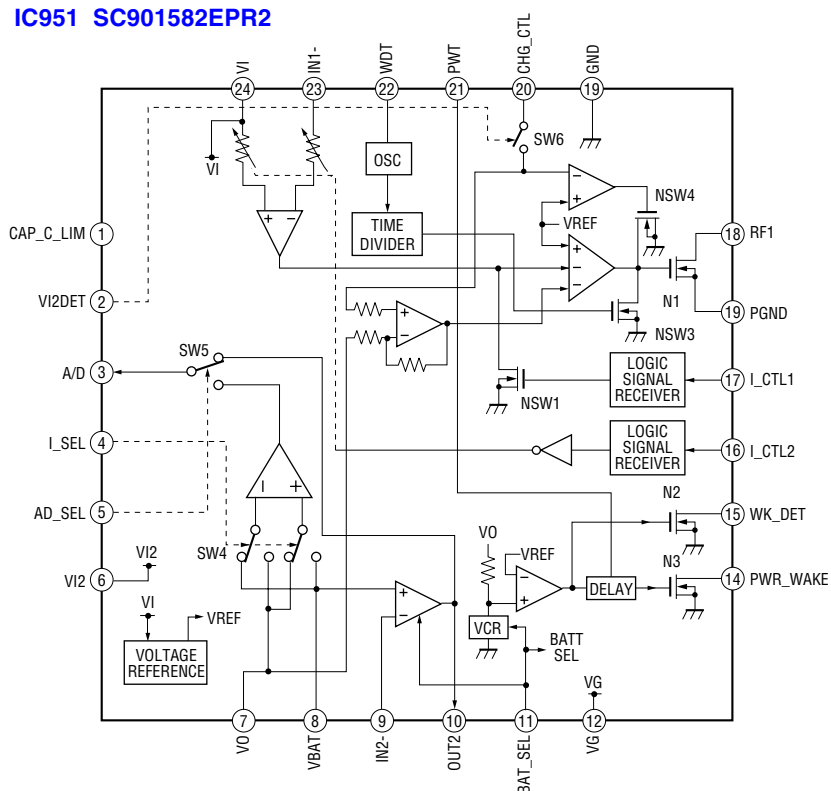 IC951 SC901582EPR2
VI
IN1-
WDT
PWT
CHG_CTL
GND
24
23
22
21
20
19
VI
OSC
SW6
TIME
DIVIDER
+
−
−
+
VREF
NSW4
CAP_C_LIM
1
+
−
−
18
RF1
N1
VI2DET
2
+
−
NSW3
19
PGND
A/D
3
SW5
NSW1
LOGIC
SIGNAL
RECEIVER
17
I_CTL1
I_SEL
4
LOGIC
SIGNAL
RECEIVER
16
I_CTL2
AD_SEL
5
−
+
N2
15
WK_DET
SW4
VO
VREF
−
+
N3
VI2
6
VI2
+
−
DELAY
14
PWR_WAKE
VI
VREF
VOLTAGE
REFERENCE
VCR
BATT
SEL
VG
7
8
9
10
11
12
VO
VBAT
IN2-
OUT2
BAT_SEL
VG